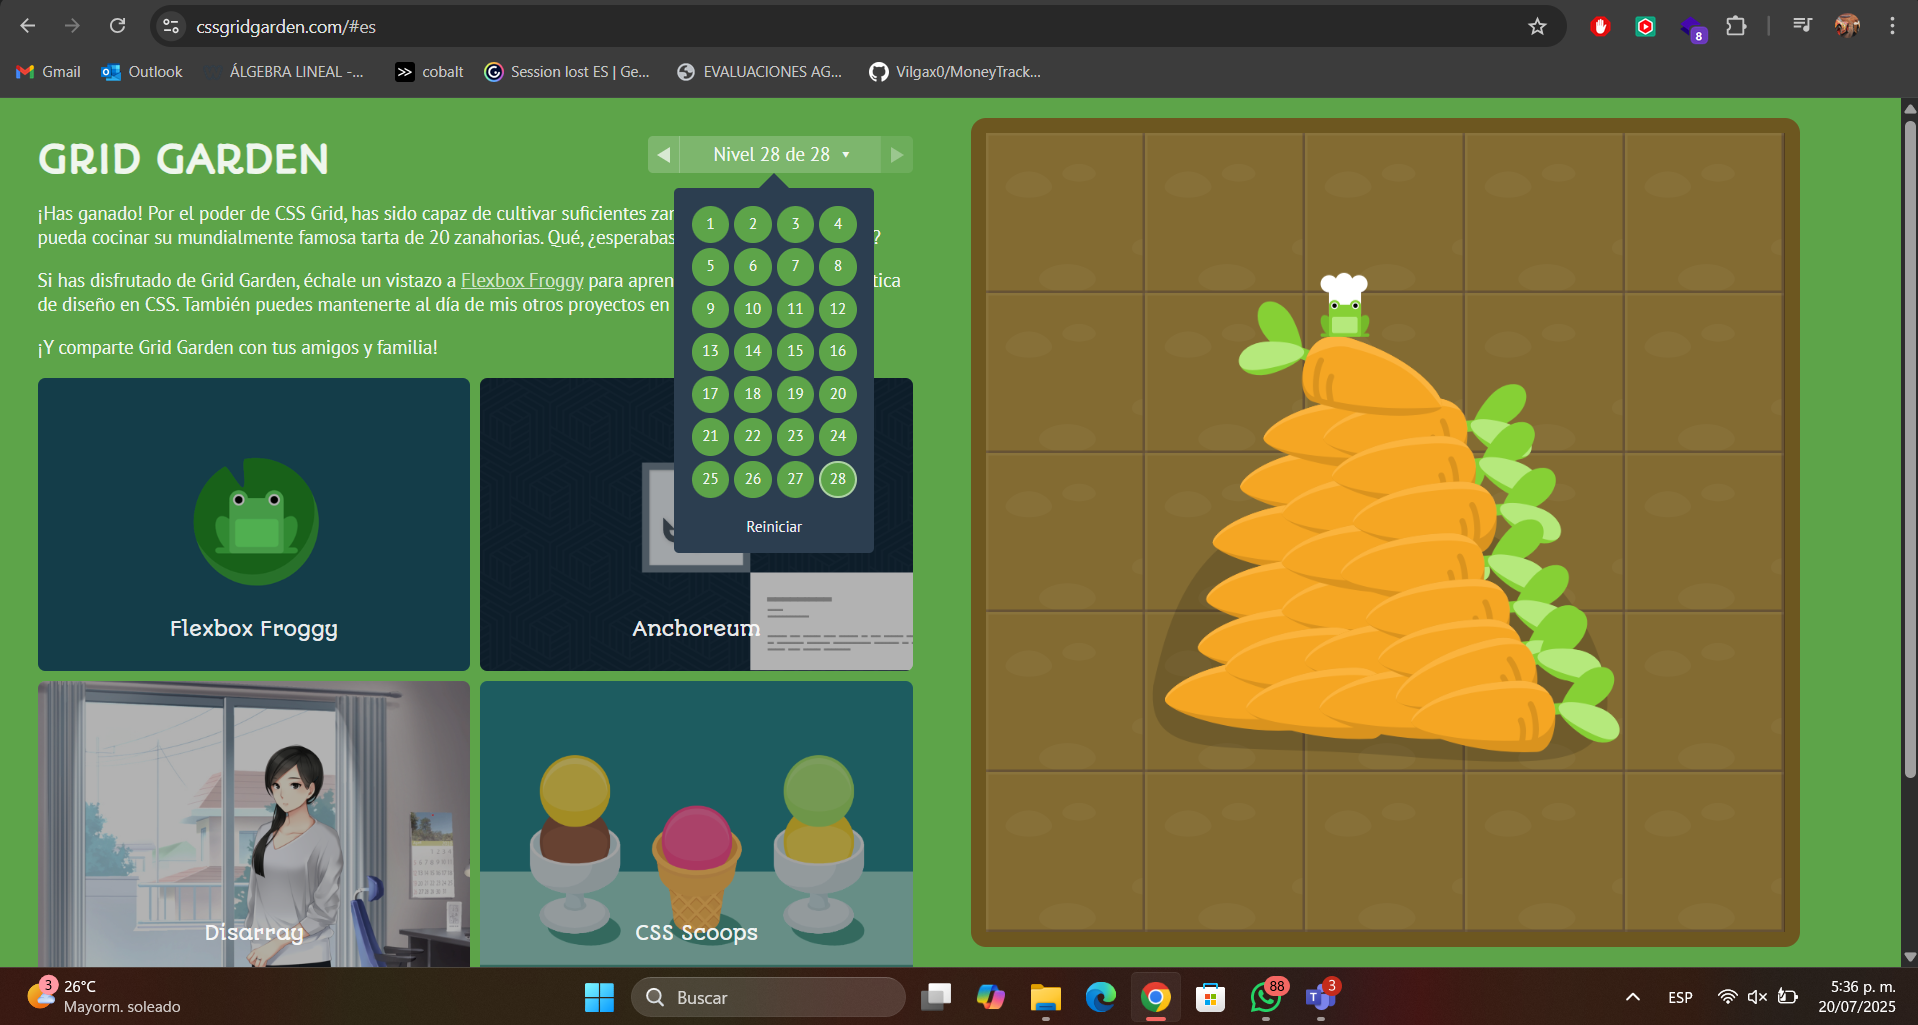 cssgridgarden.com/#es
8
Gmail
Outlook
ÁLGEBRA LINEAL -...
cobalt
Session lost ES | Ge...
EVALUACIONES AG...
Vilgax0/MoneyTrack...
GRID GARDEN
Nivel 28 de 28
¡Has ganado! Por el poder de CSS Grid, has sido capaz de cultivar suficientes zan
pueda cocinar su mundialmente famosa tarta de 20 zanahorias. Qué, ¿esperabas ?
Si has disfrutado de Grid Garden, échale un vistazo a Flexbox Froggy para apren tica
de diseño en CSS. También puedes mantenerte al día de mis otros proyectos en
¡Y comparte Grid Garden con tus amigos y familia!
1 2 3 4
5 6 7 8
9 10 11 12
13 14 15 16
17 18 19 20
21 22 23 24
25 26 27 28
Reiniciar
Flexbox Froggy
Anchoreum
Disarray
CSS Scoops
3
26°C
Mayorm. soleado
Buscar
88
T
3
ESP
5:36 p. m.
20/07/2025